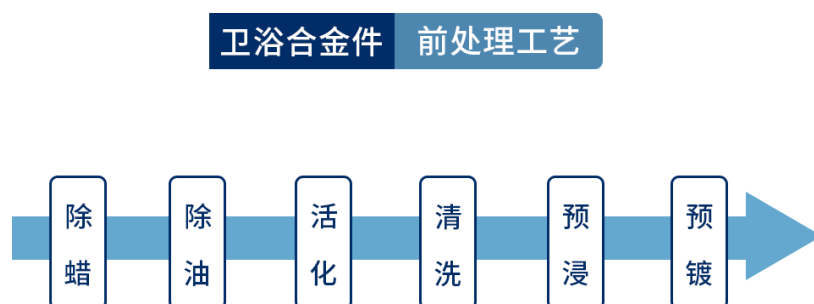 卫浴合金件 前处理工艺
除蜡
除油
活化
清洗
预浸
预镀